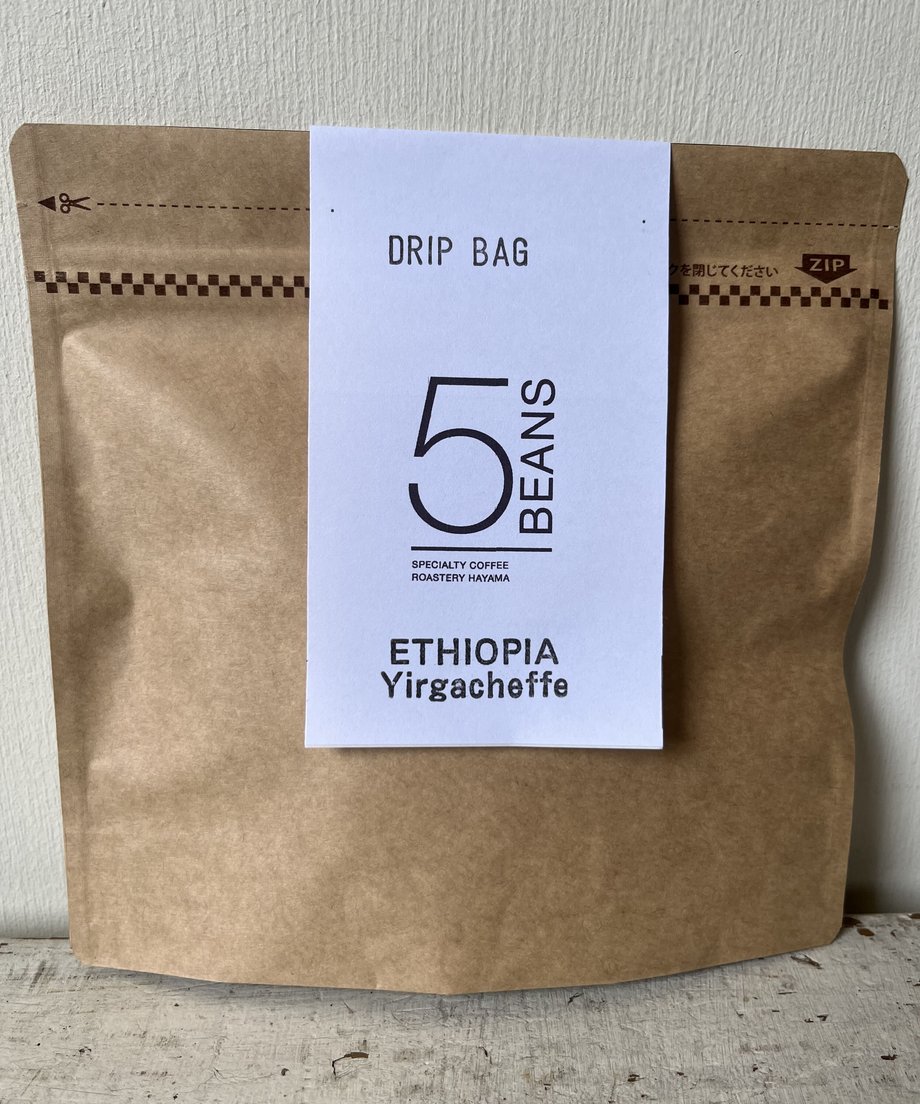 DRIP BAG
を閉じてください
ZIP
5
BEANS
SPECIALTY COFFEE
ROASTERY HAYAMA
ETHIOPIA
Yirgacheffe